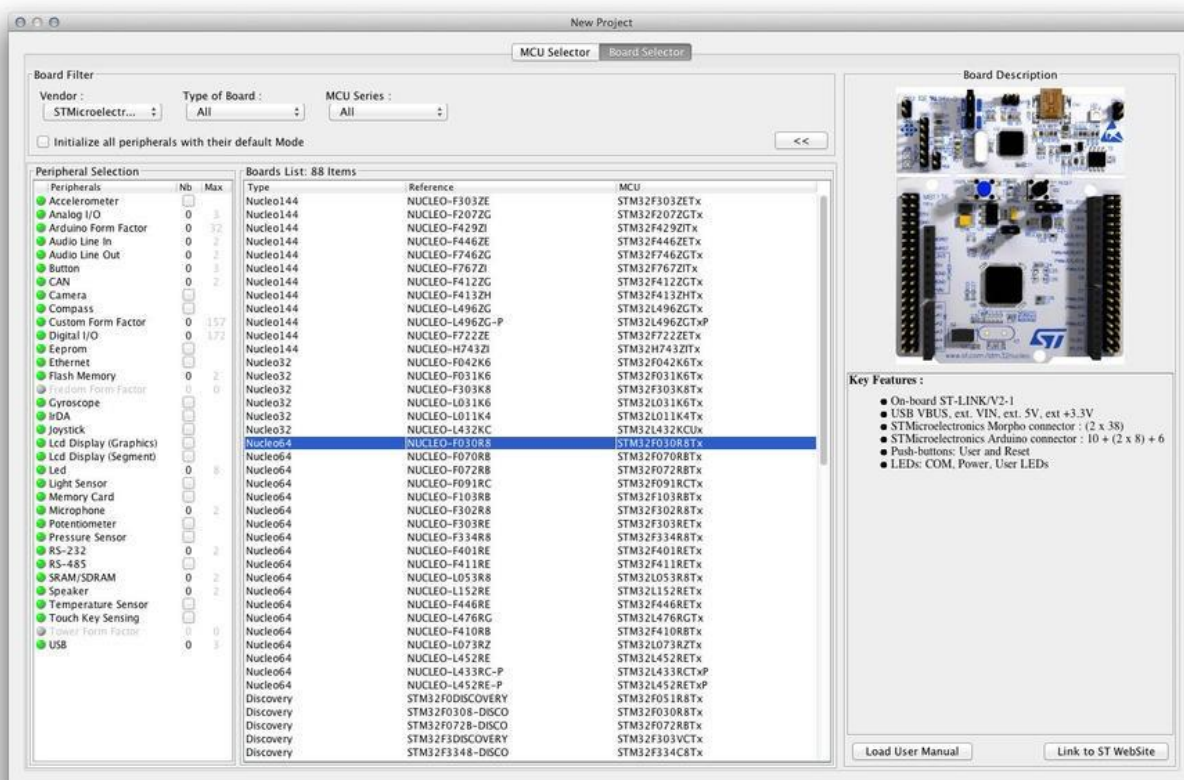 New Project
MCU Selector Board Selector
Board Filter
Vendor : Type of Board : MCU Series :
STMicroelectr... All All
Initialize all peripherals with their default Mode <<
Peripheral Selection
Peripherals Nb Max
Accelerometer
Analog I/O 0 3
Arduino Form Factor 0 32
Audio Line In 0 2
Audio Line Out 0 2
Button 0 3
CAN 0 2
Camera
Compass
Custom Form Factor 0 157
Digital I/O 0 172
Eeprom
Ethernet
Flash Memory 0 2
Fredom Form Factor 0 0
Gyroscope
IrDA
Joystick
Lcd Display (Graphics)
Lcd Display (Segment)
Led 0 8
Light Sensor
Memory Card
Microphone 0 2
Potentiometer
Pressure Sensor
RS-232 0 2
RS-485
SRAM/SDRAM 0 2
Speaker 0 2
Temperature Sensor
Touch Key Sensing
Tower Form Factor 0 0
USB 0 3
Boards List: 88 Items
Type Reference MCU
Nucleo144 NUCLEO-F303ZE STM32F303ZETx
Nucleo144 NUCLEO-F207ZG STM32F207ZGTx
Nucleo144 NUCLEO-F429ZI STM32F429ZITx
Nucleo144 NUCLEO-F446ZE STM32F446ZETx
Nucleo144 NUCLEO-F746ZG STM32F746ZGTx
Nucleo144 NUCLEO-F767ZI STM32F767ZITx
Nucleo144 NUCLEO-F412ZG STM32F412ZGTx
Nucleo144 NUCLEO-F413ZH STM32F413ZHTx
Nucleo144 NUCLEO-L496ZG STM32L496ZGTx
Nucleo144 NUCLEO-L496ZG-P STM32L496ZGTxP
Nucleo144 NUCLEO-F722ZE STM32F722ZETx
Nucleo144 NUCLEO-H743ZI STM32H743ZITx
Nucleo32 NUCLEO-F042K6 STM32F042K6Tx
Nucleo32 NUCLEO-F031K6 STM32F031K6Tx
Nucleo32 NUCLEO-F303K8 STM32F303K8Tx
Nucleo32 NUCLEO-L031K6 STM32L031K6Tx
Nucleo32 NUCLEO-L011K4 STM32L011K4Tx
Nucleo32 NUCLEO-L432KC STM32L432KCUx
Nucleo64 NUCLEO-F030R8 STM32F030R8Tx
Nucleo64 NUCLEO-F070RB STM32F070RBTx
Nucleo64 NUCLEO-F072RB STM32F072RBTx
Nucleo64 NUCLEO-F091RC STM32F091RCTx
Nucleo64 NUCLEO-F103RB STM32F103RBTx
Nucleo64 NUCLEO-F302R8 STM32F302R8Tx
Nucleo64 NUCLEO-F303RE STM32F303RETx
Nucleo64 NUCLEO-F334R8 STM32F334R8Tx
Nucleo64 NUCLEO-F401RE STM32F401RETx
Nucleo64 NUCLEO-F411RE STM32F411RETx
Nucleo64 NUCLEO-L053R8 STM32L053R8Tx
Nucleo64 NUCLEO-L152RE STM32L152RETx
Nucleo64 NUCLEO-F446RE STM32F446RETx
Nucleo64 NUCLEO-L476RG STM32L476RGTx
Nucleo64 NUCLEO-F410RB STM32F410RBTx
Nucleo64 NUCLEO-L073RZ STM32L073RZTx
Nucleo64 NUCLEO-L452RE STM32L452RETx
Nucleo64 NUCLEO-L433RC-P STM32L433RCTxP
Nucleo64 NUCLEO-L452RE-P STM32L452RETxP
Discovery STM32F0DISCOVERY STM32F051R8Tx
Discovery STM32F0308-DISCO STM32F030R8Tx
Discovery STM32F072B-DISCO STM32F072RBTx
Discovery STM32F3DISCOVERY STM32F303VCTx
Discovery STM32F3348-DISCO STM32F334C8Tx
Board Description
ST
www.st.com/stm32nucleo
Key Features :
On-board ST-LINK/V2-1
USB VBUS, ext. VIN, ext. 5V, ext +3.3V
STMicroelectronics Morpho connector : (2 x 38)
STMicroelectronics Arduino connector : 10 + (2 x 8) + 6
Push-buttons: User and Reset
LEDs: COM, Power, User LEDs
Load User Manual Link to ST WebSite